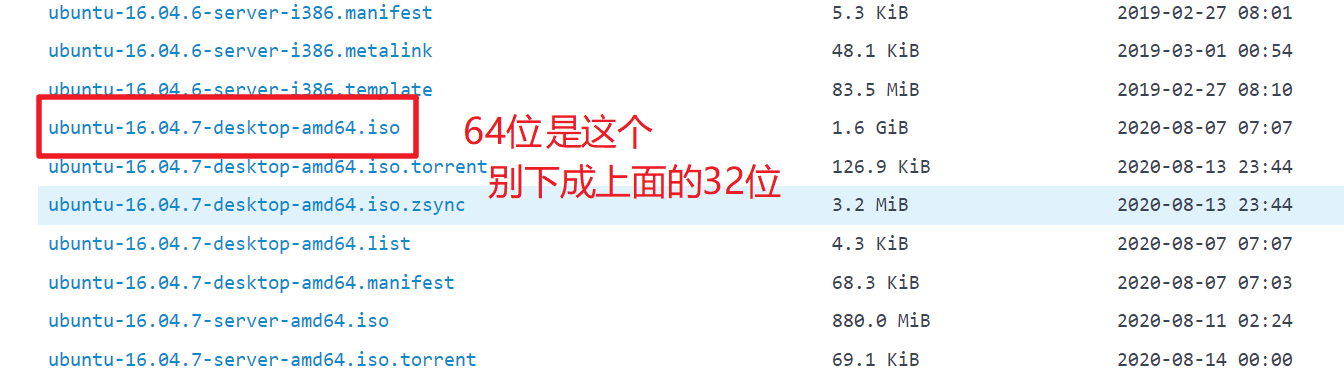 ubuntu-16.04.6-server-i386.manifest 5.3 KiB 2019-02-27 08:01
ubuntu-16.04.6-server-i386.metalink 48.1 KiB 2019-03-01 00:54
ubuntu-16.04.6-server-i386.template 83.5 MiB 2019-02-27 08:10
ubuntu-16.04.7-desktop-amd64.iso 64位是这个 1.6 GiB 2020-08-07 07:07
ubuntu-16.04.7-desktop-amd64.iso.torrent 126.9 KiB 2020-08-13 23:44
别下成上面的32位
ubuntu-16.04.7-desktop-amd64.iso.zsync 3.2 MiB 2020-08-13 23:44
ubuntu-16.04.7-desktop-amd64.list 4.3 KiB 2020-08-07 07:07
ubuntu-16.04.7-desktop-amd64.manifest 68.3 KiB 2020-08-07 07:03
ubuntu-16.04.7-server-amd64.iso 880.0 MiB 2020-08-11 02:24
ubuntu-16.04.7-server-amd64.iso.torrent 69.1 KiB 2020-08-14 00:00